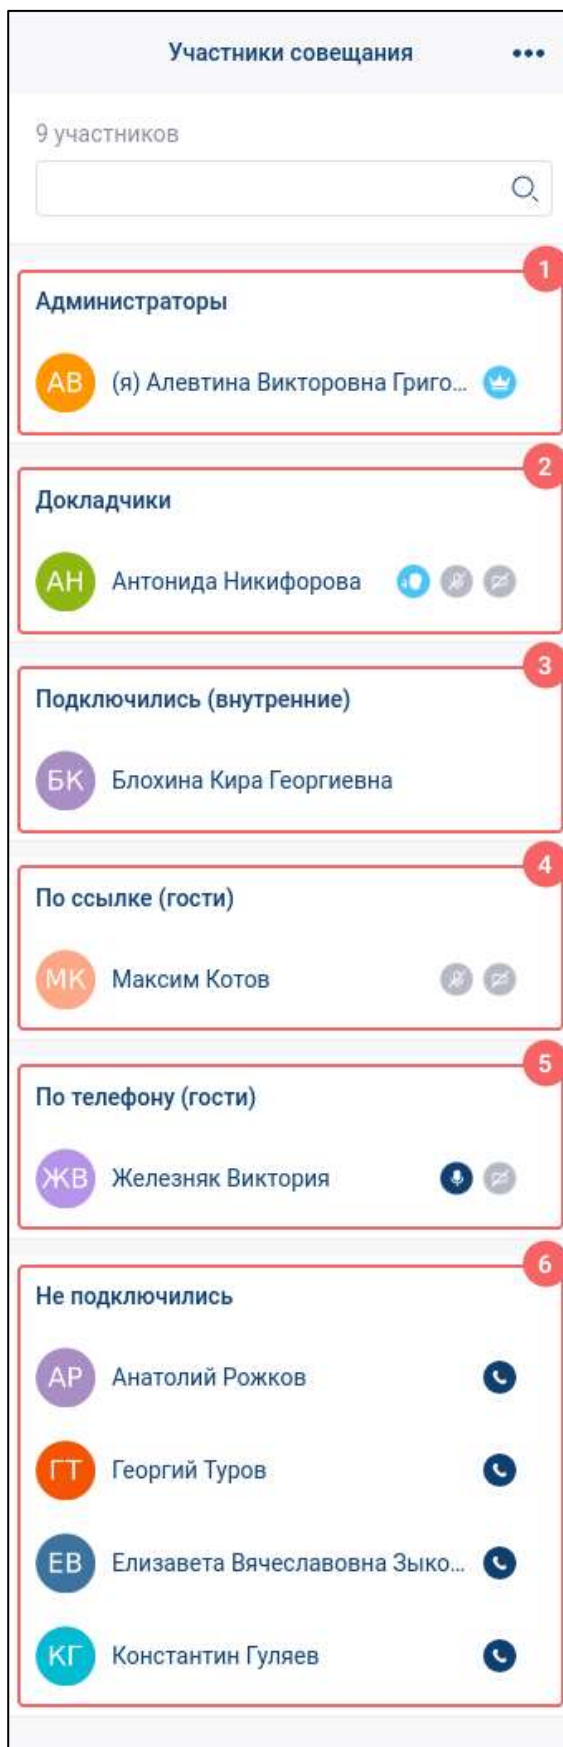 Участники совещания
9 участников
1
Администраторы
АВ (я) Алевтина Викторовна Григо...
2
Докладчики
АН Антонида Никифорова
3
Подключились (внутренние)
БК Блохина Кира Георгиевна
4
По ссылке (гости)
МК Максим Котов
5
По телефону (гости)
ЖВ Железняк Виктория
6
Не подключились
АР Анатолий Рожков
ГТ Георгий Туров
ЕВ Елизавета Вячеславовна Зыко...
КГ Константин Гуляев